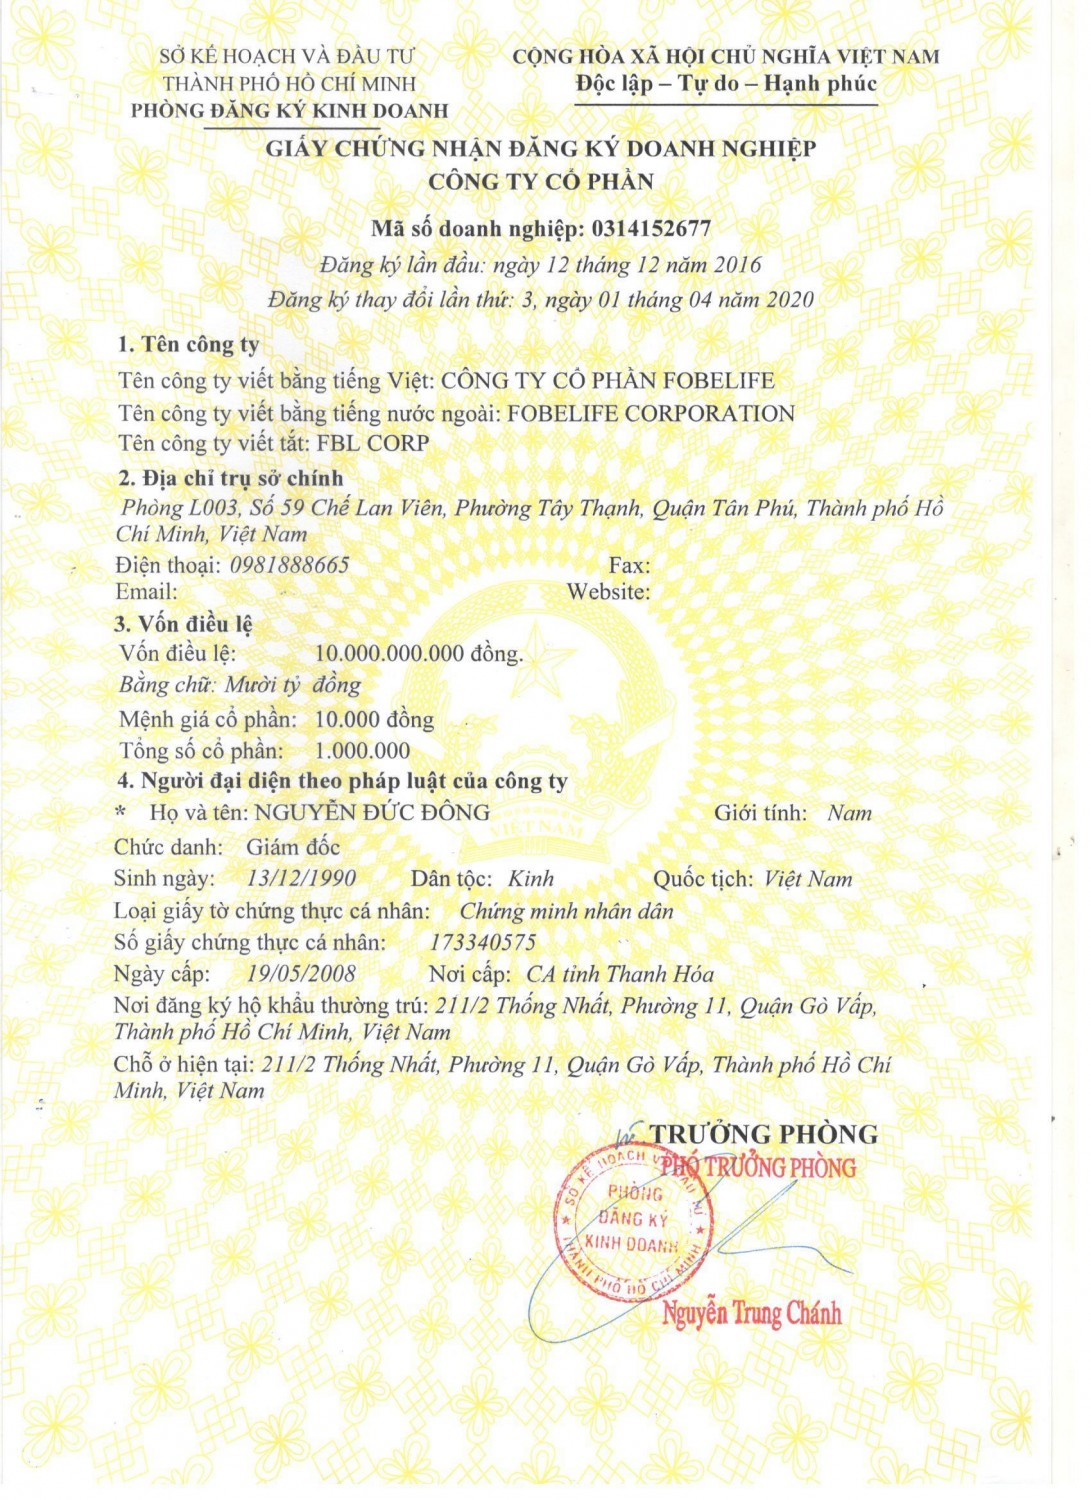 SỞ KẾ HOẠCH VÀ ĐẦU TƯ
THÀNH PHỐ HỒ CHÍ MINH
PHÒNG ĐĂNG KÝ KINH DOANH
CỘNG HÒA XÃ HỘI CHỦ NGHĨA VIỆT NAM
Độc lập – Tự do – Hạnh phúc
GIẤY CHỨNG NHẬN ĐĂNG KÝ DOANH NGHIỆP
CÔNG TY CỔ PHẦN
Mã số doanh nghiệp: 0314152677
Đăng ký lần đầu: ngày 12 tháng 12 năm 2016
Đăng ký thay đổi lần thứ: 3, ngày 01 tháng 04 năm 2020
1. Tên công ty
Tên công ty viết bằng tiếng Việt: CÔNG TY CỔ PHẦN FOBELIFE
Tên công ty viết bằng tiếng nước ngoài: FOBELIFE CORPORATION
Tên công ty viết tắt: FBL CORP
2. Địa chỉ trụ sở chính
Phòng L003, Số 59 Chế Lan Viên, Phường Tây Thạnh, Quận Tân Phú, Thành phố Hồ
Chí Minh, Việt Nam
Điện thoại: 0981888665 Fax:
Email: Website:
3. Vốn điều lệ
Vốn điều lệ: 10.000.000.000 đồng.
Bằng chữ: Mười tỷ đồng
Mệnh giá cổ phần: 10.000 đồng
Tổng số cổ phần: 1.000.000
4. Người đại diện theo pháp luật của công ty
* Họ và tên: NGUYỄN ĐỨC ĐÔNG Giới tính: Nam
VIỆT NAM
Chức danh: Giám đốc
Sinh ngày: 13/12/1990 Dân tộc: Kinh Quốc tịch: Việt Nam
Loại giấy tờ chứng thực cá nhân: Chứng minh nhân dân
Số giấy chứng thực cá nhân: 173340575
Ngày cấp: 19/05/2008 Nơi cấp: CA tỉnh Thanh Hóa
Nơi đăng ký hộ khẩu thường trú: 211/2 Thống Nhất, Phường 11, Quận Gò Vấp,
Thành phố Hồ Chí Minh, Việt Nam
Chỗ ở hiện tại: 211/2 Thống Nhất, Phường 11, Quận Gò Vấp, Thành phố Hồ Chí
Minh, Việt Nam
TRƯỞNG PHÒNG
PHÓ TRƯỞNG PHÒNG
SỞ KẾ HOẠCH VÀ ĐẦU TƯ
PHÒNG
ĐĂNG KÝ
KINH DOANH
THÀNH PHỐ HỒ CHÍ MINH
Nguyễn Trung Chánh